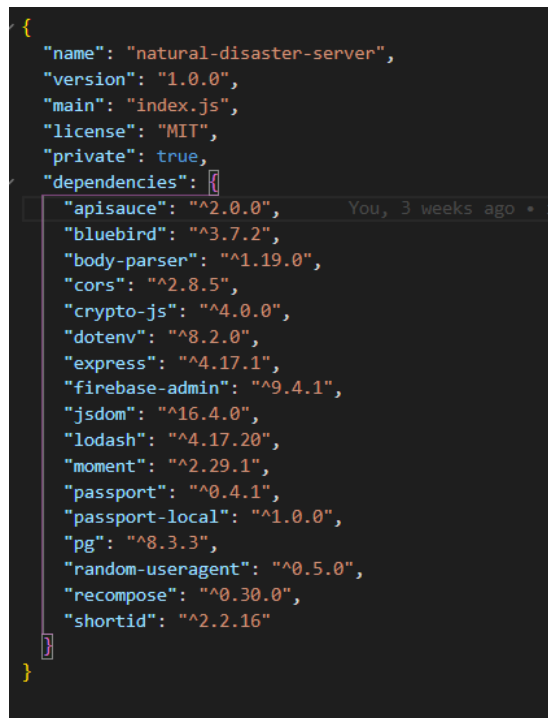 {
"name": "natural-disaster-server",
"version": "1.0.0",
"main": "index.js",
"license": "MIT",
"private": true,
"dependencies": {
"apisauce": "^2.0.0", You, 3 weeks ago •
"bluebird": "^3.7.2",
"body-parser": "^1.19.0",
"cors": "^2.8.5",
"crypto-js": "^4.0.0",
"dotenv": "^8.2.0",
"express": "^4.17.1",
"firebase-admin": "^9.4.1",
"jsdom": "^16.4.0",
"lodash": "^4.17.20",
"moment": "^2.29.1",
"passport": "^0.4.1",
"passport-local": "^1.0.0",
"pg": "^8.3.3",
"random-useragent": "^0.5.0",
"recompose": "^0.30.0",
"shortid": "^2.2.16"
}
}